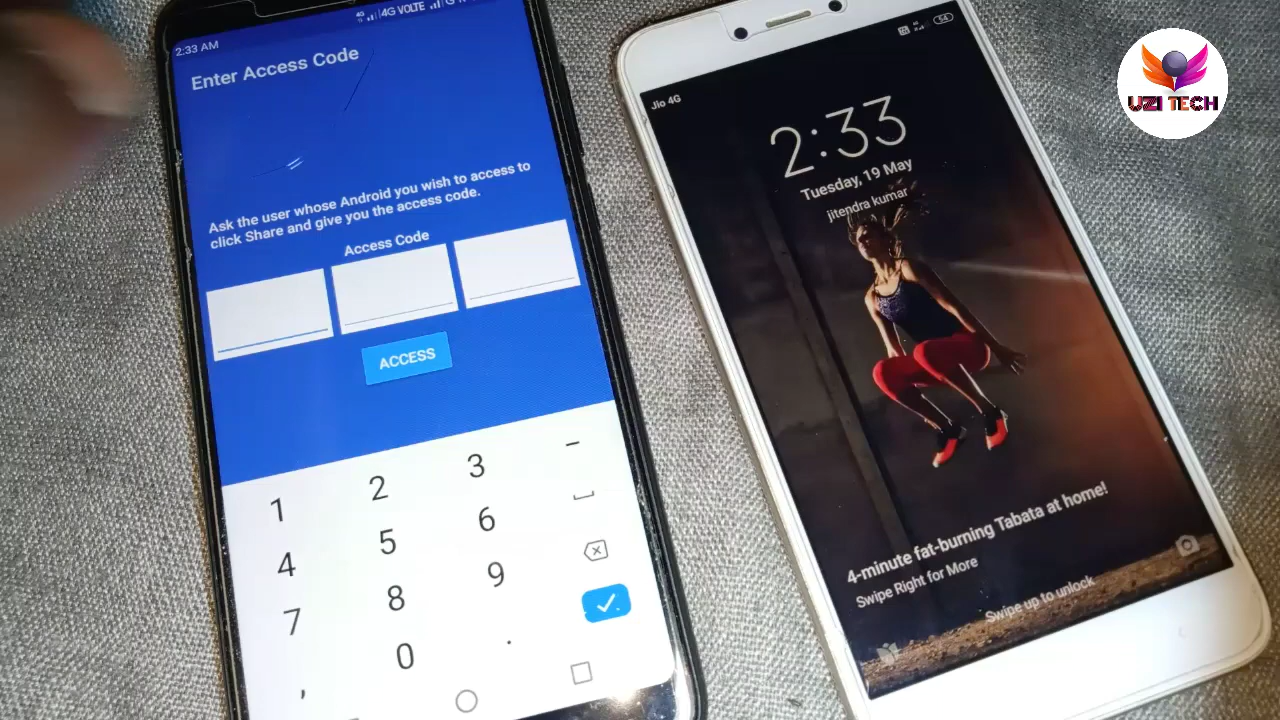 2:33 AM
4G VOLTE
Enter Access Code
Ask the user whose Android you wish to access to
click Share and give you the access code.
Access Code
ACCESS
1 2 3 -
4 5 6
7 8 9
, 0 .
Jio 4G
54
2:33
Tuesday, 19 May
jitendra kumar
4-minute fat-burning Tabata at home!
Swipe Right for More
Swipe up to unlock
UZI TECH